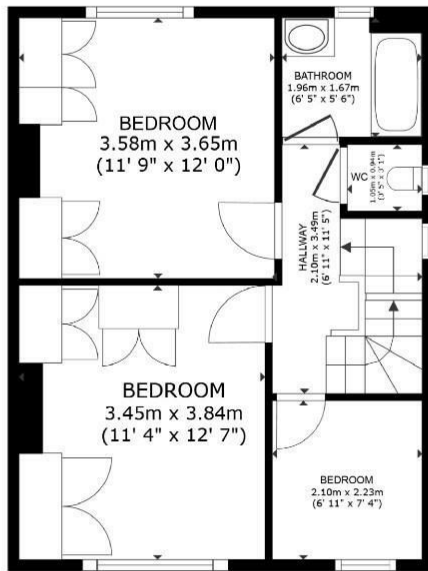 BEDROOM
3.58m x 3.65m
(11' 9" x 12' 0")
BATHROOM
1.96m x 1.67m
(6' 5" x 5' 6")
WC
1.05m x 0.94m
(3' 5" x 3' 1")
HALLWAY
2.10m x 3.49m
(6' 11" x 11' 5")
BEDROOM
3.45m x 3.84m
(11' 4" x 12' 7")
BEDROOM
2.10m x 2.23m
(6' 11" x 7' 4")